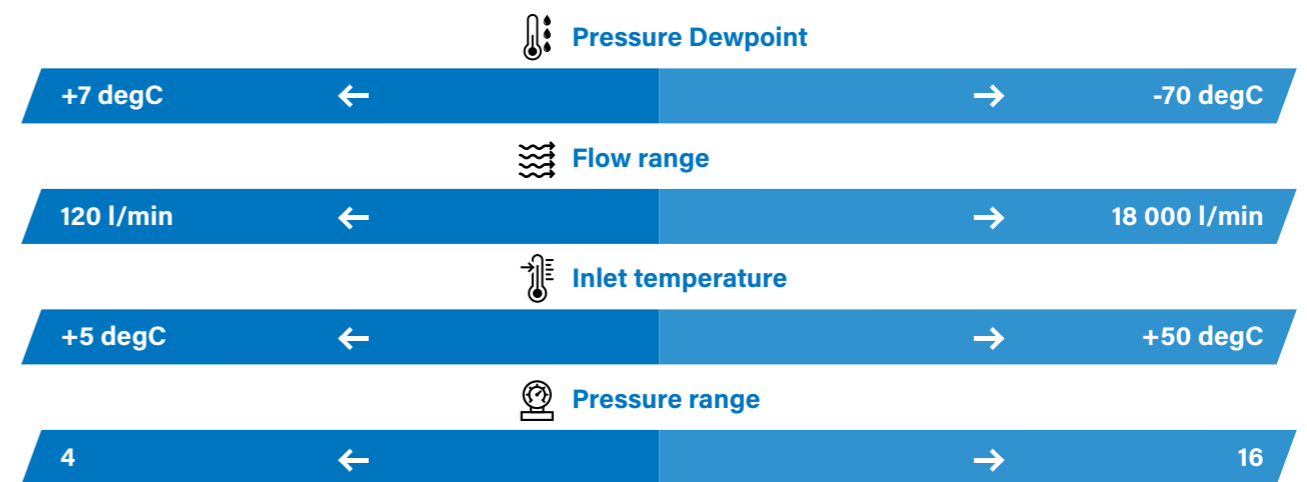 Pressure Dewpoint
+7 degC -70 degC
Flow range
120 l/min 18 000 l/min
Inlet temperature
+5 degC +50 degC
Pressure range
4 16